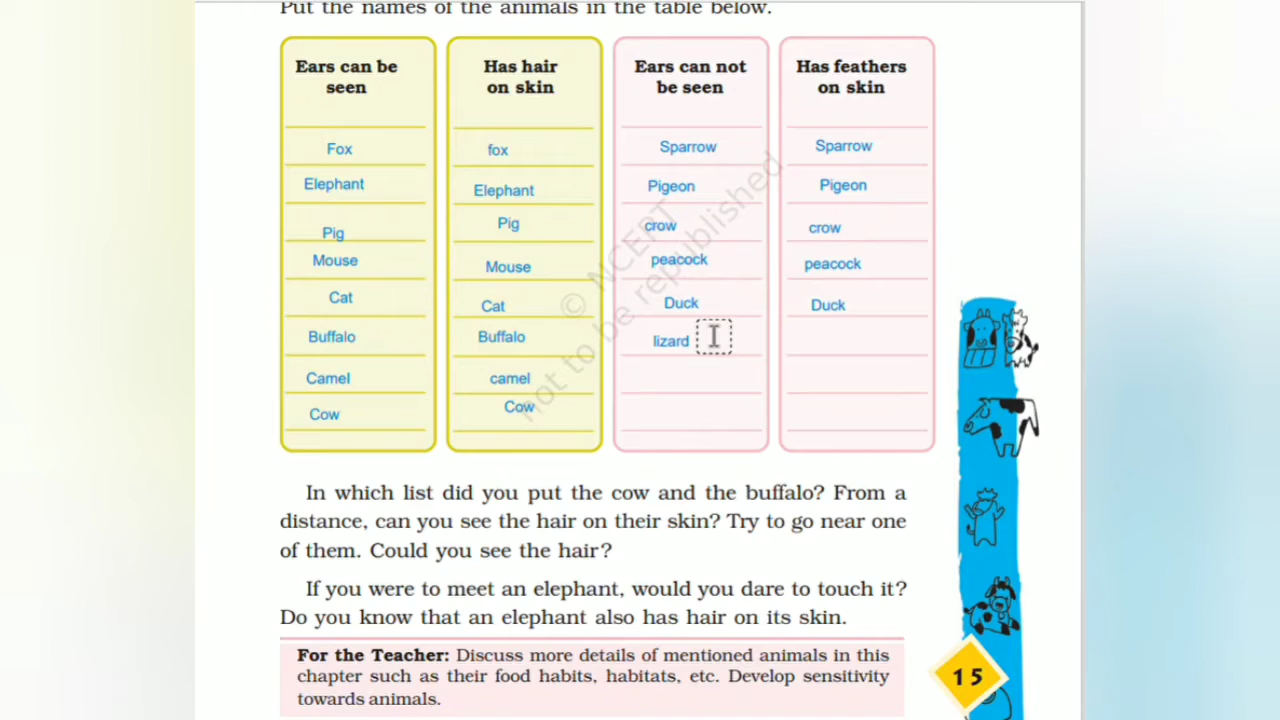 Put the names of the animals in the table below.
Ears can be seen
Has hair on skin
Ears can not be seen
Has feathers on skin
Fox
fox
Sparrow
Sparrow
Elephant
Elephant
Pigeon
Pigeon
Pig
Pig
crow
crow
Mouse
Mouse
peacock
peacock
Cat
Cat
Duck
Duck
Buffalo
Buffalo
lizard
Camel
camel
Cow
Cow
© NCERT
not to be republished
In which list did you put the cow and the buffalo? From a
distance, can you see the hair on their skin? Try to go near one
of them. Could you see the hair?
If you were to meet an elephant, would you dare to touch it?
Do you know that an elephant also has hair on its skin.
For the Teacher: Discuss more details of mentioned animals in this
chapter such as their food habits, habitats, etc. Develop sensitivity
towards animals.
15